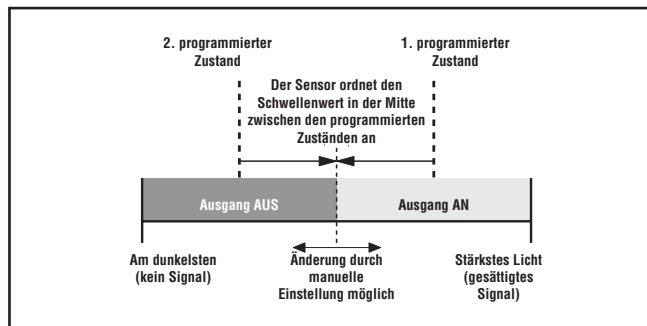 2. programmierter
Zustand
1. programmierter
Zustand
Der Sensor ordnet den
Schwellenwert in der Mitte
zwischen den programmierten
Zuständen an
Ausgang AUS
Ausgang AN
Am dunkelsten
(kein Signal)
Änderung durch
manuelle
Einstellung möglich
Stärkstes Licht
(gesättigtes
Signal)